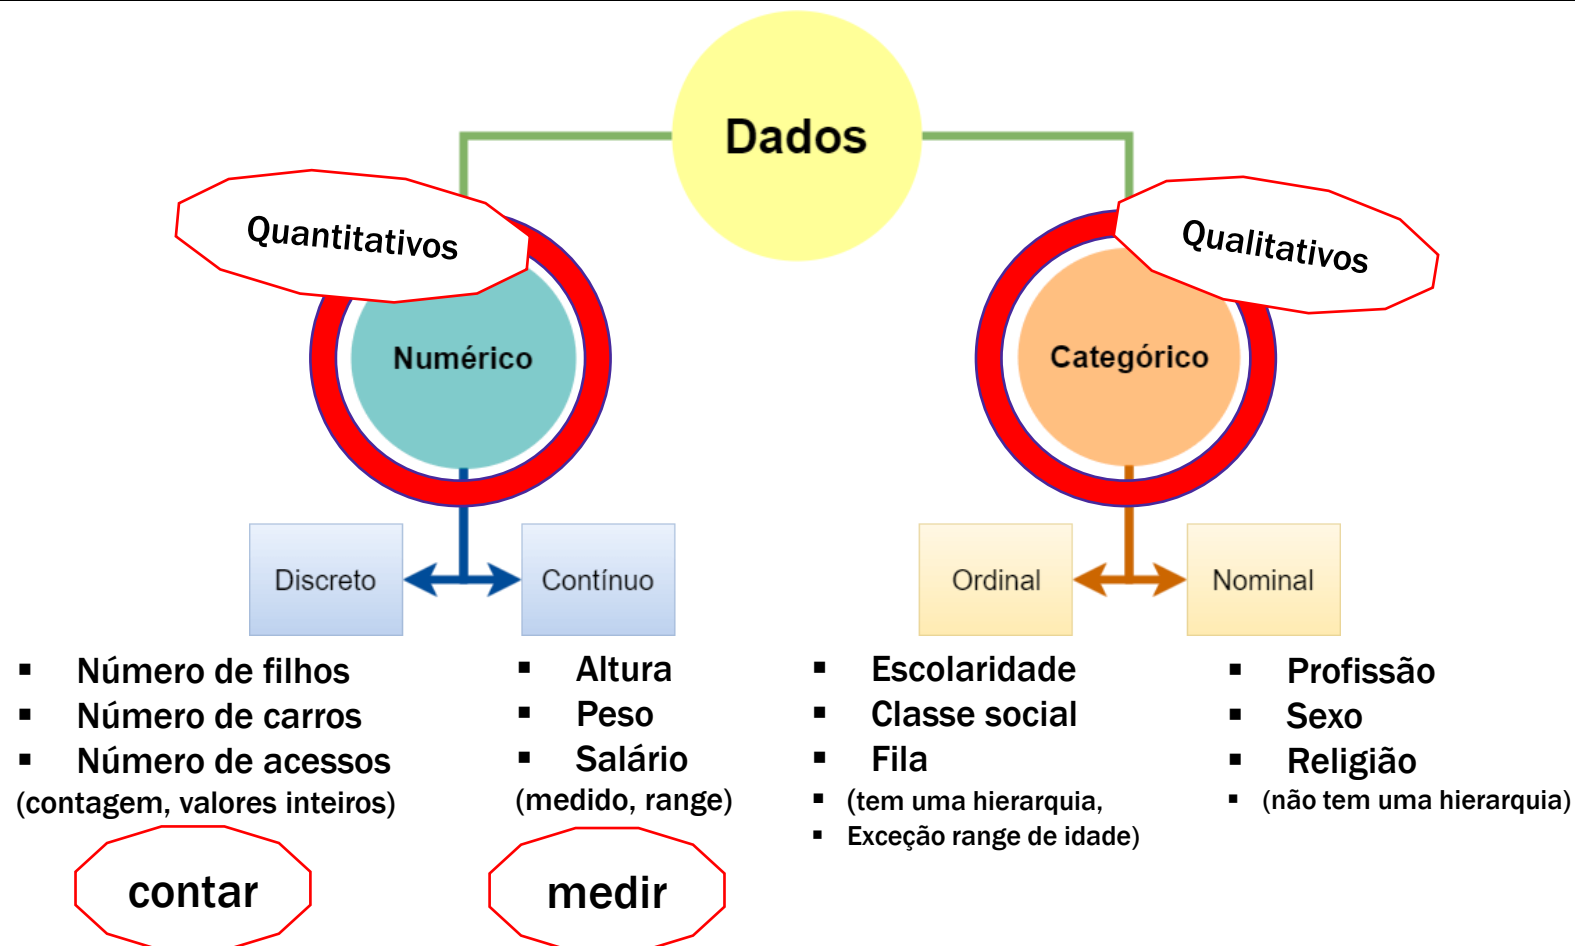 Dados
Quantitativos
Qualitativos
Numérico
Categórico
Discreto
Contínuo
Ordinal
Nominal
▪ Número de filhos
▪ Número de carros
▪ Número de acessos
(contagem, valores inteiros)
contar
▪ Altura
▪ Peso
▪ Salário
(medido, range)
medir
▪ Escolaridade
▪ Classe social
▪ Fila
▪ (tem uma hierarquia,
▪ Exceção range de idade)
▪ Profissão
▪ Sexo
▪ Religião
▪ (não tem uma hierarquia)